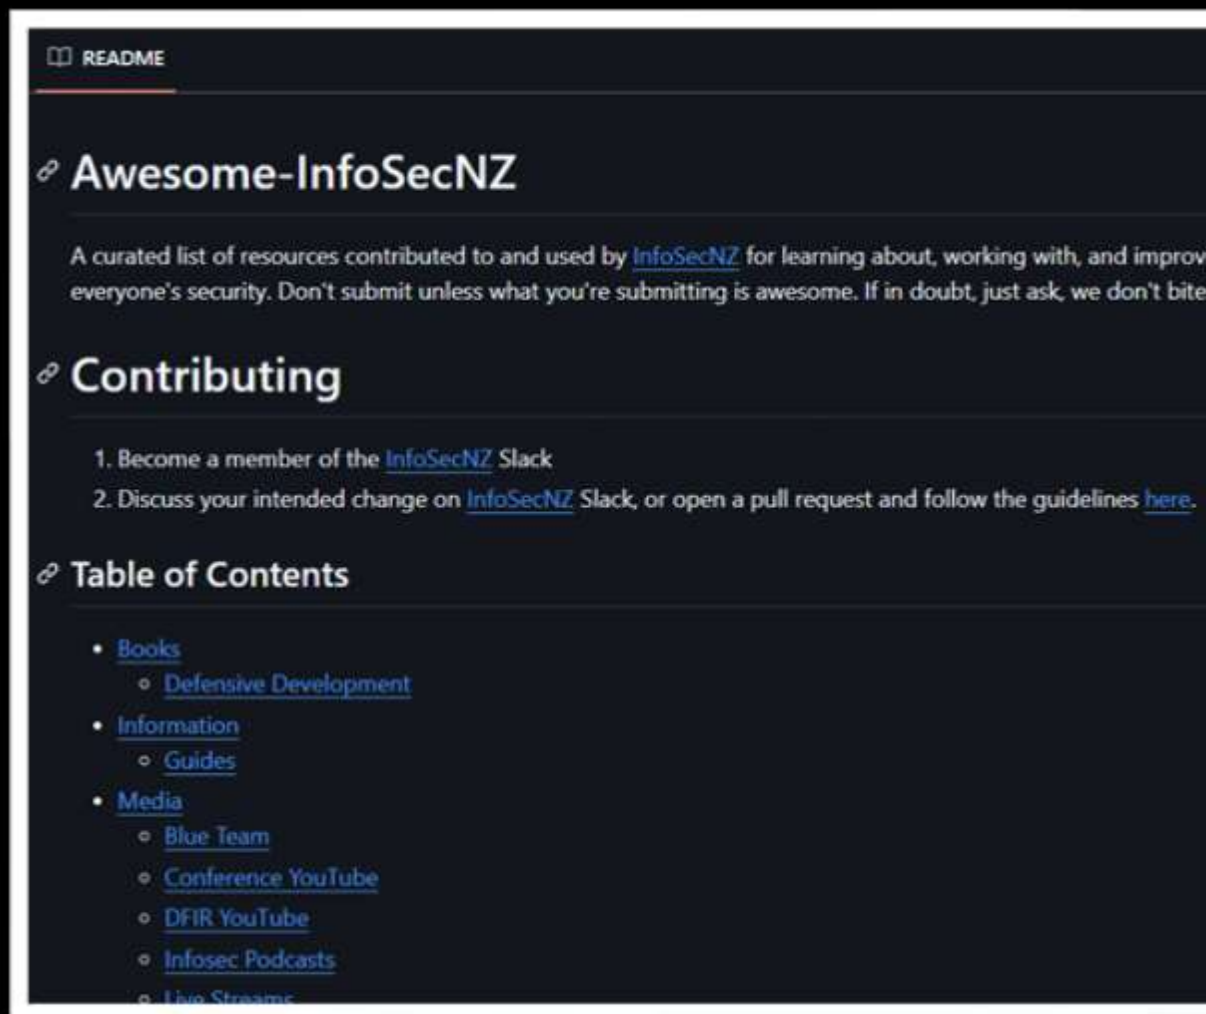 README
Awesome-InfoSecNZ
A curated list of resources contributed to and used by InfoSecNZ for learning about, working with, and improv
everyone's security. Don't submit unless what you're submitting is awesome. If in doubt, just ask, we don't bite
Contributing
1. Become a member of the InfoSecNZ Slack
2. Discuss your intended change on InfoSecNZ Slack, or open a pull request and follow the guidelines here.
Table of Contents
• Books
◦ Defensive Development
• Information
◦ Guides
• Media
◦ Blue Team
◦ Conference YouTube
◦ DFIR YouTube
◦ Infosec Podcasts
◦ Live Streams